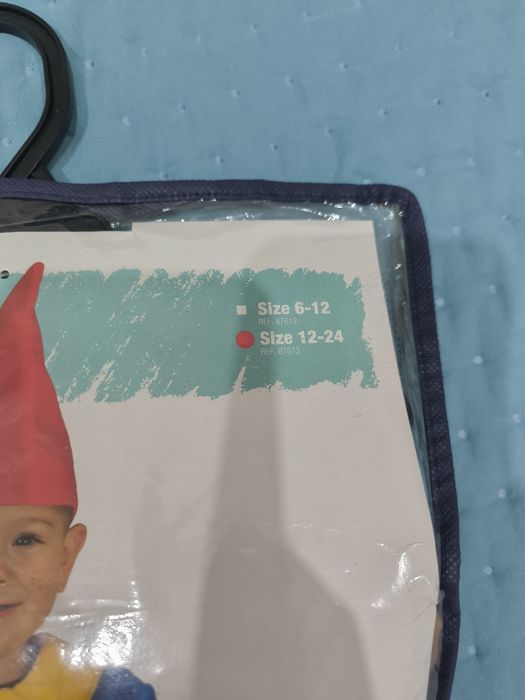 Size 6-12
REF. 87612
Size 12-24
REF. 87613